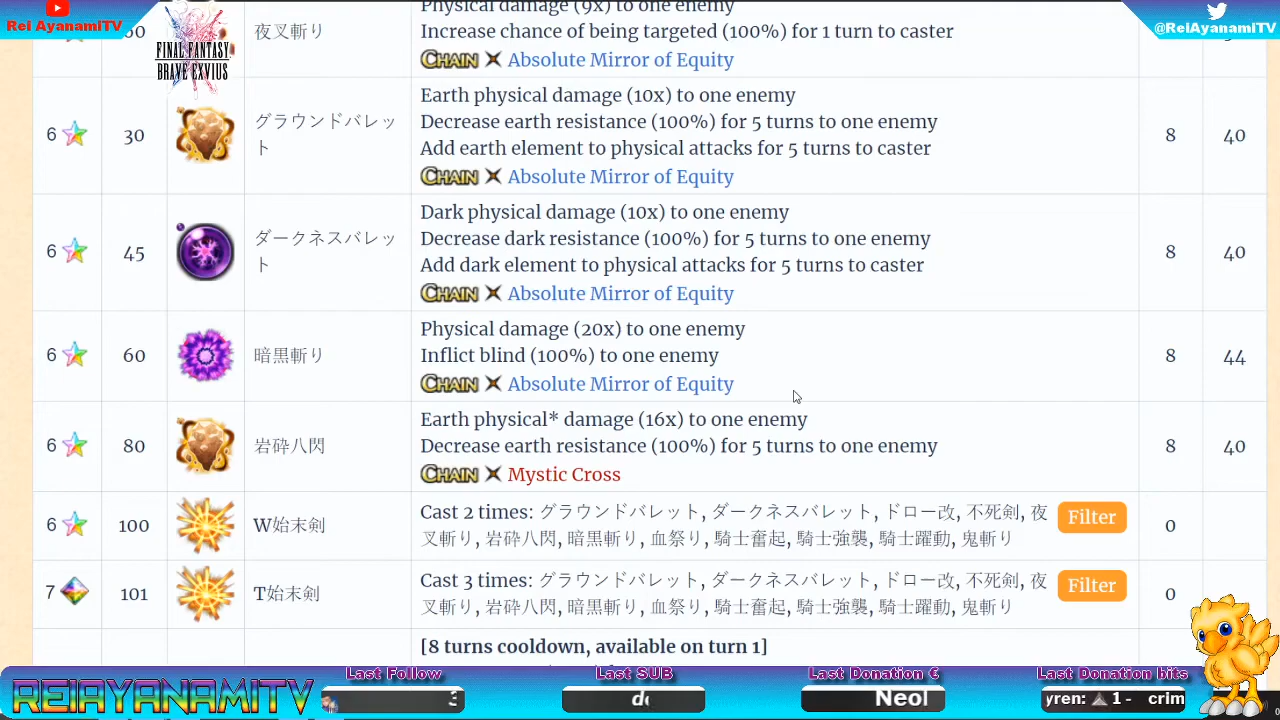 Rei AyanamiTV
FINAL FANTASY
BRAVE EXVIUS
@ReiAyanamiTV
Physical damage (9x) to one enemy
夜叉斬り
Increase chance of being targeted (100%) for 1 turn to caster
CHAIN Absolute Mirror of Equity
Earth physical damage (10x) to one enemy
6 30 グラウンドバレッ
ト
Decrease earth resistance (100%) for 5 turns to one enemy
Add earth element to physical attacks for 5 turns to caster
CHAIN Absolute Mirror of Equity
8 40
Dark physical damage (10x) to one enemy
6 45 ダークネスバレッ
ト
Decrease dark resistance (100%) for 5 turns to one enemy
Add dark element to physical attacks for 5 turns to caster
CHAIN Absolute Mirror of Equity
8 40
Physical damage (20x) to one enemy
6 60 暗黒斬り
Inflict blind (100%) to one enemy
CHAIN Absolute Mirror of Equity
8 44
Earth physical* damage (16x) to one enemy
6 80 岩砕八閃
Decrease earth resistance (100%) for 5 turns to one enemy
CHAIN Mystic Cross
8 40
6 100 W始末剣
Cast 2 times: グラウンドバレット, ダークネスバレット, ドロー改, 不死剣, 夜
叉斬り, 岩砕八閃, 暗黒斬り, 血祭り, 騎士奮起, 騎士強襲, 騎士躍動, 鬼斬り
Filter
0
7 101 T始末剣
Cast 3 times: グラウンドバレット, ダークネスバレット, ドロー改, 不死剣, 夜
叉斬り, 岩砕八閃, 暗黒斬り, 血祭り, 騎士奮起, 騎士強襲, 騎士躍動, 鬼斬り
Filter
0
[8 turns cooldown, available on turn 1]
REIAYANAMITV
Last Follow
3
Last SUB
Last Donation €
Neol
Last Donation bits
yren: 1 - crim